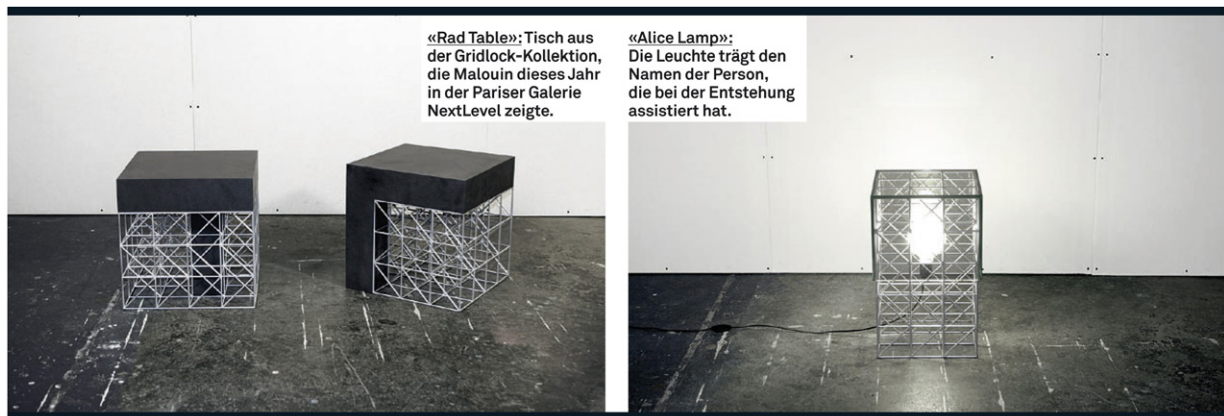 «Rad Table»: Tisch aus
der Gridlock-Kollektion,
die Malouin dieses Jahr
in der Pariser Galerie
NextLevel zeigte.
«Alice Lamp»:
Die Leuchte trägt den
Namen der Person,
die bei der Entstehung
assistiert hat.